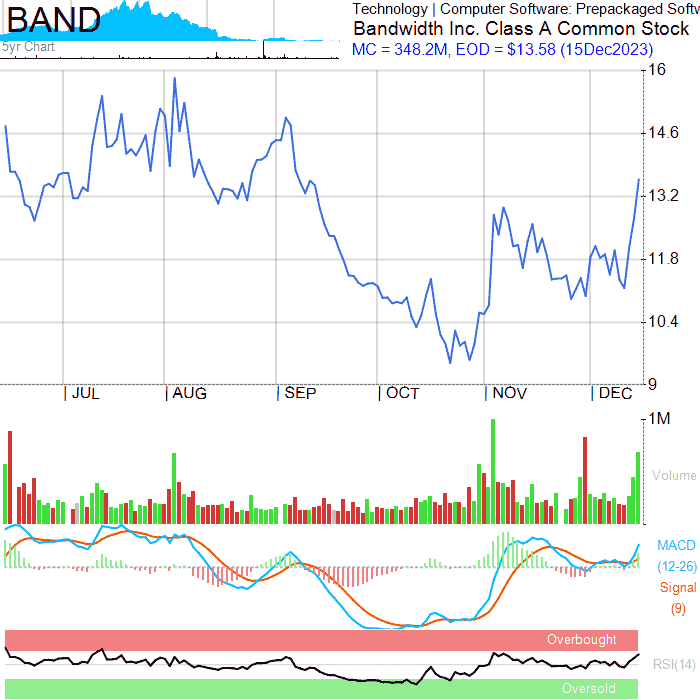 BAND
5yr Chart
Technology | Computer Software: Prepackaged Softw
Bandwidth Inc. Class A Common Stock
MC = 348.2M, EOD = $13.58 (15Dec2023)
16
14.6
13.2
11.8
10.4
9
JUL AUG SEP OCT NOV DEC
1M
Volume
MACD
(12-26)
Signal
(9)
Overbought
RSI(14)
Oversold